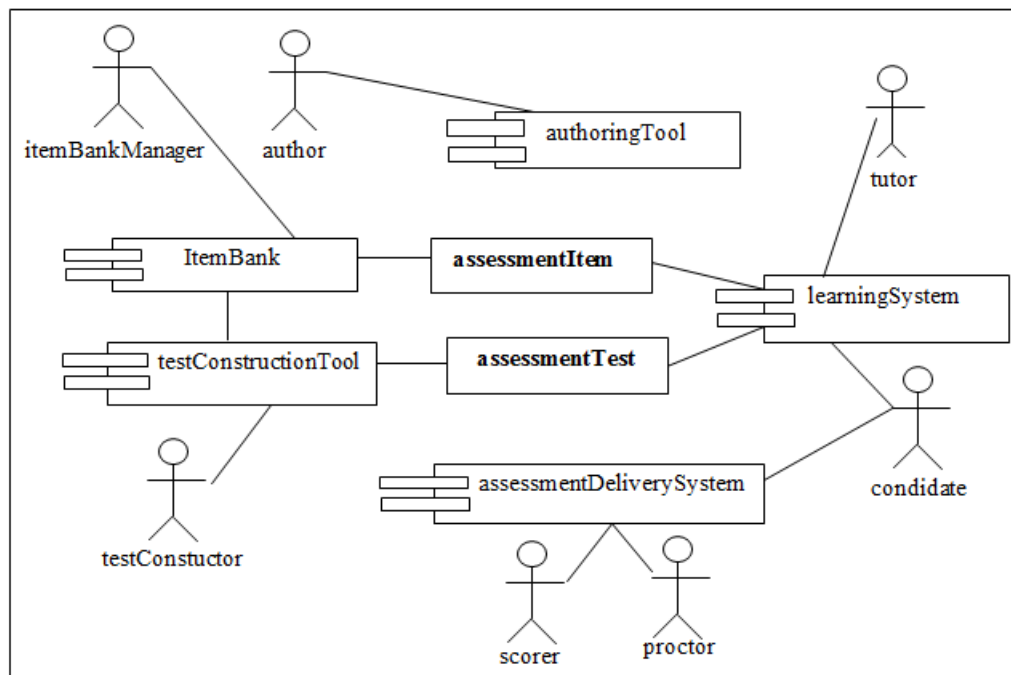 itemBankManager
author
authoringTool
tutor
ItemBank
assessmentItem
learningSystem
testConstructionTool
assessmentTest
condidate
assessmentDeliverySystem
testConstuctor
scorer
proctor